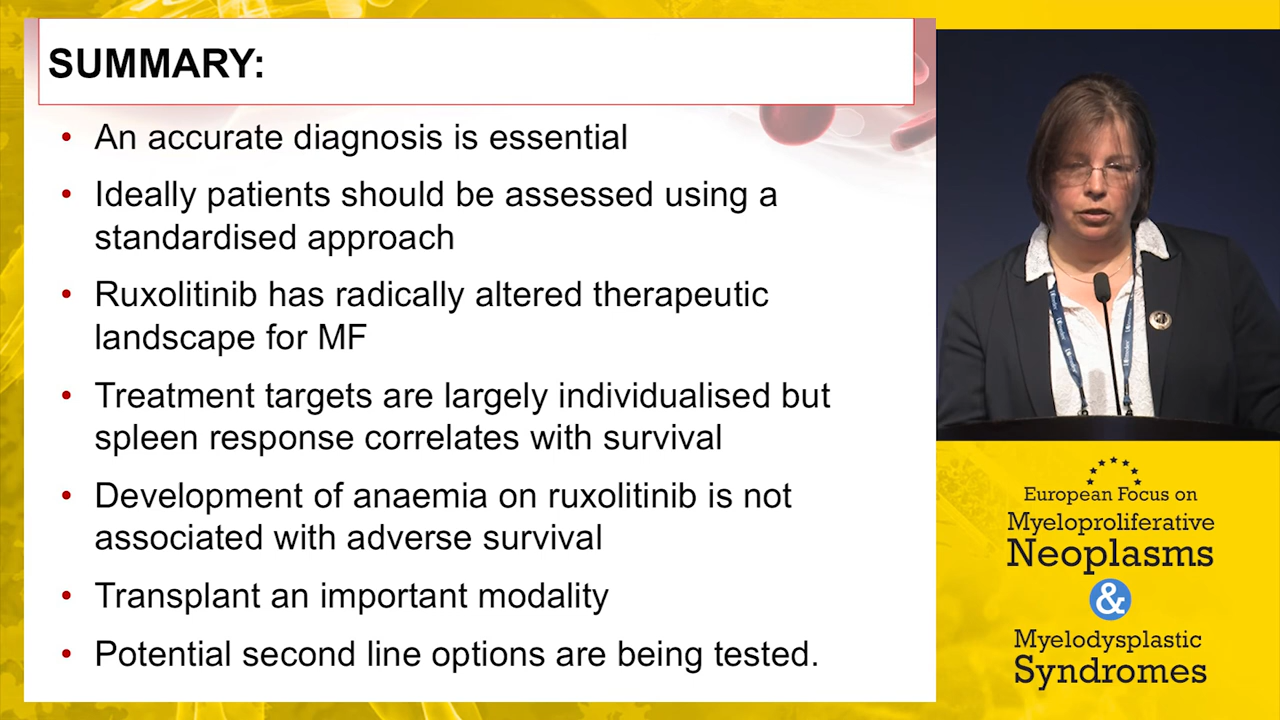 SUMMARY:
• An accurate diagnosis is essential
• Ideally patients should be assessed using a
standardised approach
• Ruxolitinib has radically altered therapeutic
landscape for MF
• Treatment targets are largely individualised but
spleen response correlates with survival
• Development of anaemia on ruxolitinib is not
associated with adverse survival
• Transplant an important modality
• Potential second line options are being tested.
European Focus on
Myeloproliferative
Neoplasms
&
Myelodysplastic
Syndromes